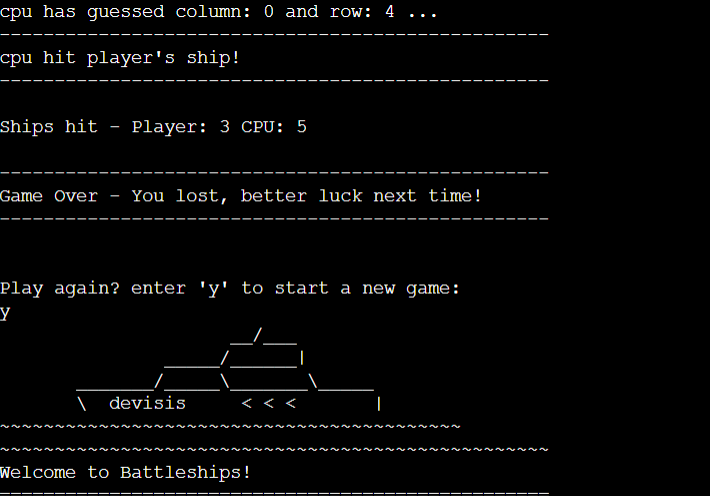 cpu has guessed column: 0 and row: 4 ...
--------------------------------------------------
cpu hit player's ship!
--------------------------------------------------
Ships hit - Player: 3 CPU: 5
--------------------------------------------------
Game Over - You lost, better luck next time!
--------------------------------------------------
Play again? enter 'y' to start a new game:
y
                     __/___
               _____/______|
       _______/_____\_______\_____
       \  devisis     < < <       |
~~~~~~~~~~~~~~~~~~~~~~~~~~~~~~~~~~~~~~~~~~
~~~~~~~~~~~~~~~~~~~~~~~~~~~~~~~~~~~~~~~~~~~~~~~~~~
Welcome to Battleships!
--------------------------------------------------